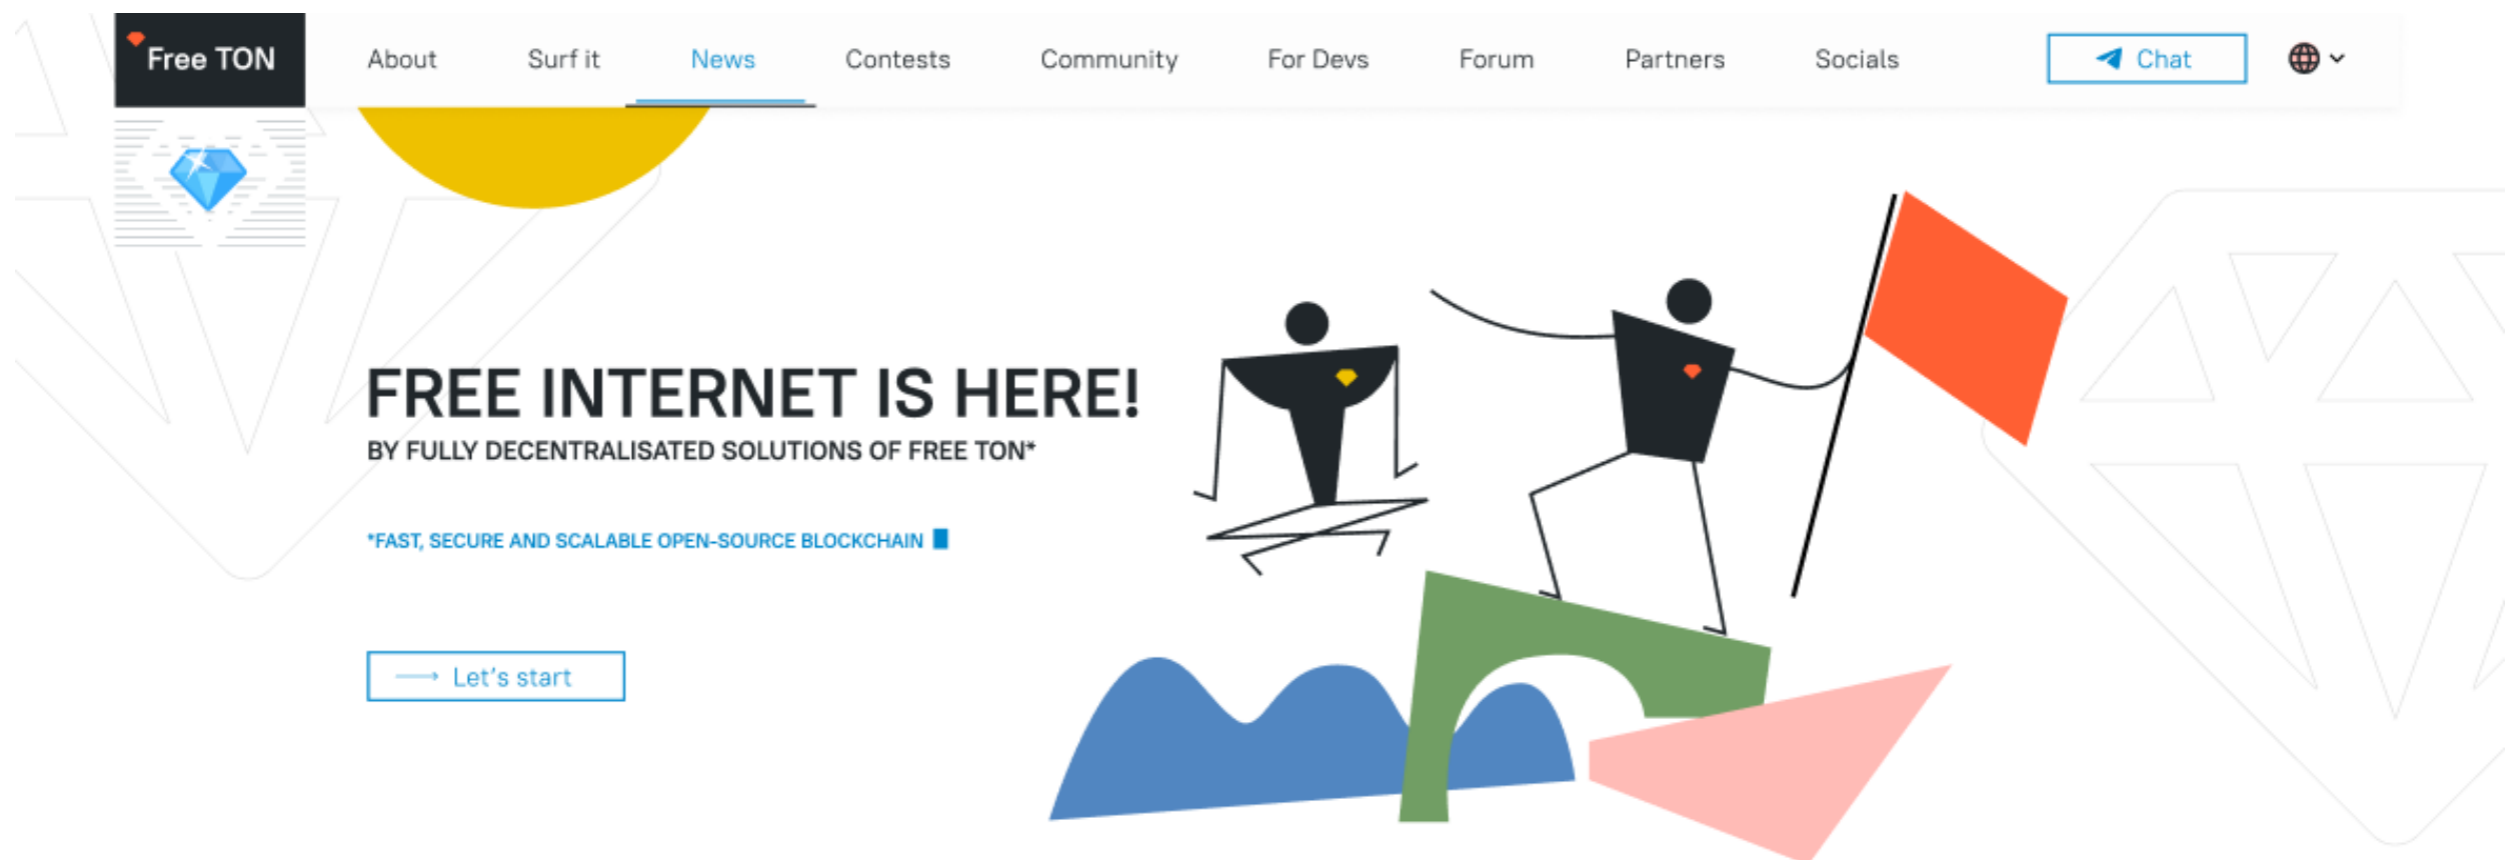 Free TON
About Surf it News Contests Community For Devs Forum Partners Socials Chat
FREE INTERNET IS HERE!
BY FULLY DECENTRALISATED SOLUTIONS OF FREE TON*
*FAST, SECURE AND SCALABLE OPEN-SOURCE BLOCKCHAIN
Let's start